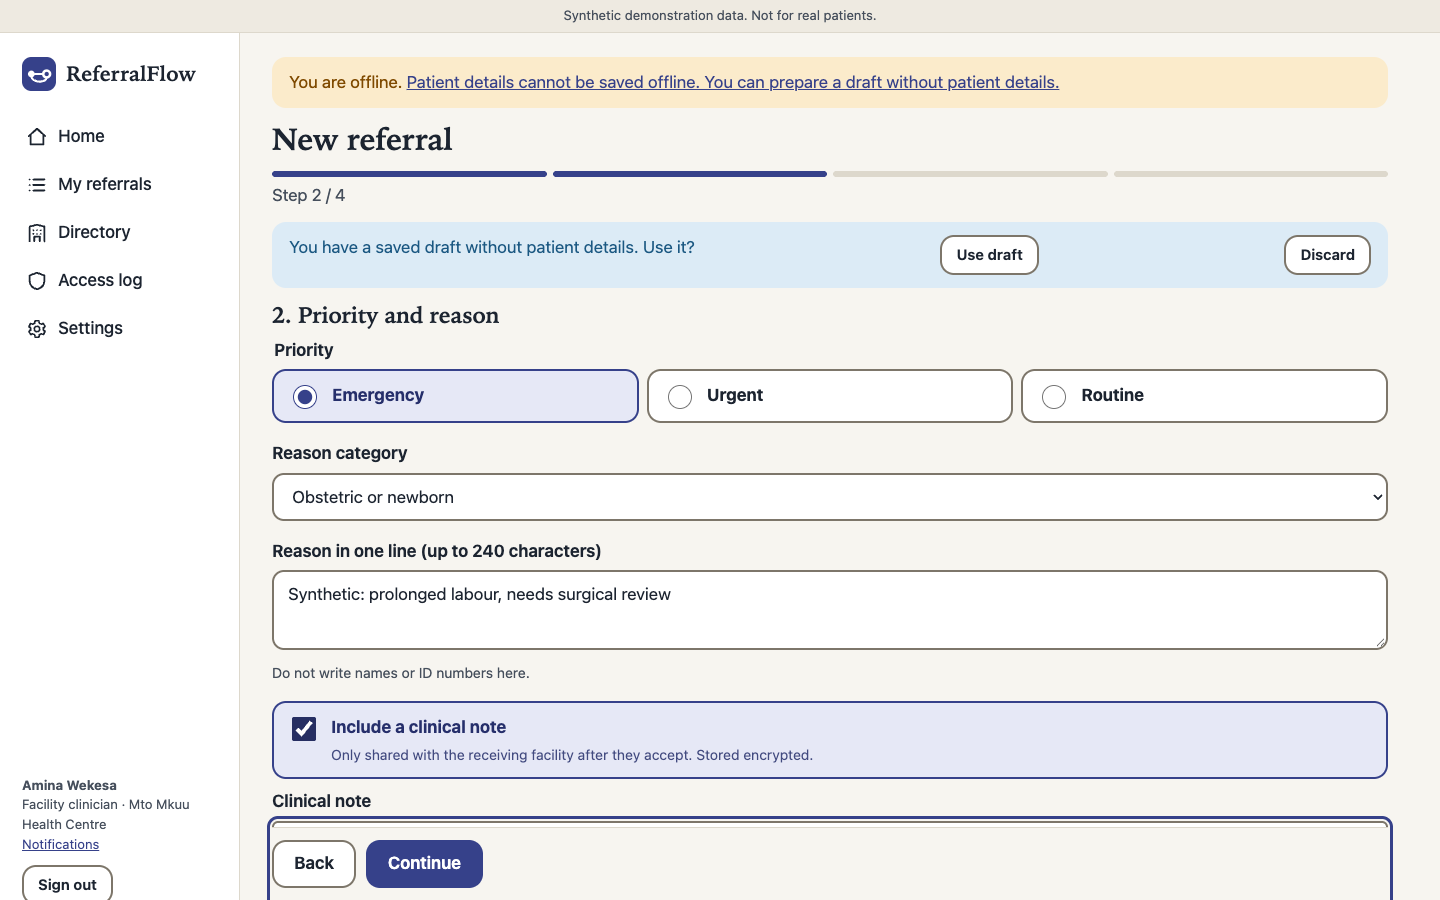 Synthetic demonstration data. Not for real patients.
ReferralFlow
Home
My referrals
Directory
Access log
Settings
Amina Wekesa
Facility clinician · Mto Mkuu
Health Centre
Notifications
Sign out
You are offline. Patient details cannot be saved offline. You can prepare a draft without patient details.
New referral
Step 2 / 4
You have a saved draft without patient details. Use it?
Use draft
Discard
2. Priority and reason
Priority
Emergency
Urgent
Routine
Reason category
Obstetric or newborn
Reason in one line (up to 240 characters)
Synthetic: prolonged labour, needs surgical review
Do not write names or ID numbers here.
Include a clinical note
Only shared with the receiving facility after they accept. Stored encrypted.
Clinical note
Back
Continue